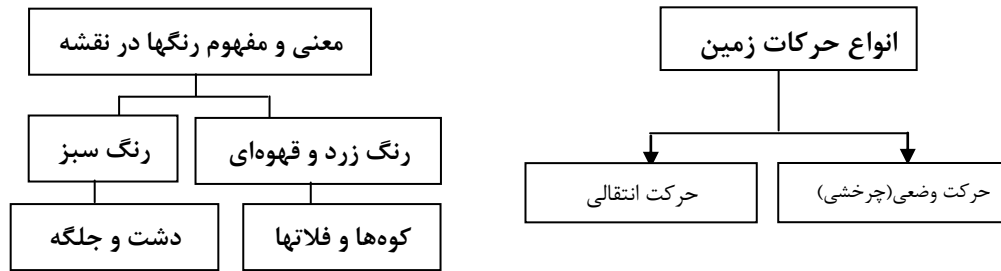 انواع حرکات زمین
حرکت وضعی(چرخشی)
حرکت انتقالی
معنی و مفهوم رنگها در نقشه
رنگ زرد و قهوه‌ای
رنگ سبز
کوه‌ها و فلاتها
دشت و جلگه